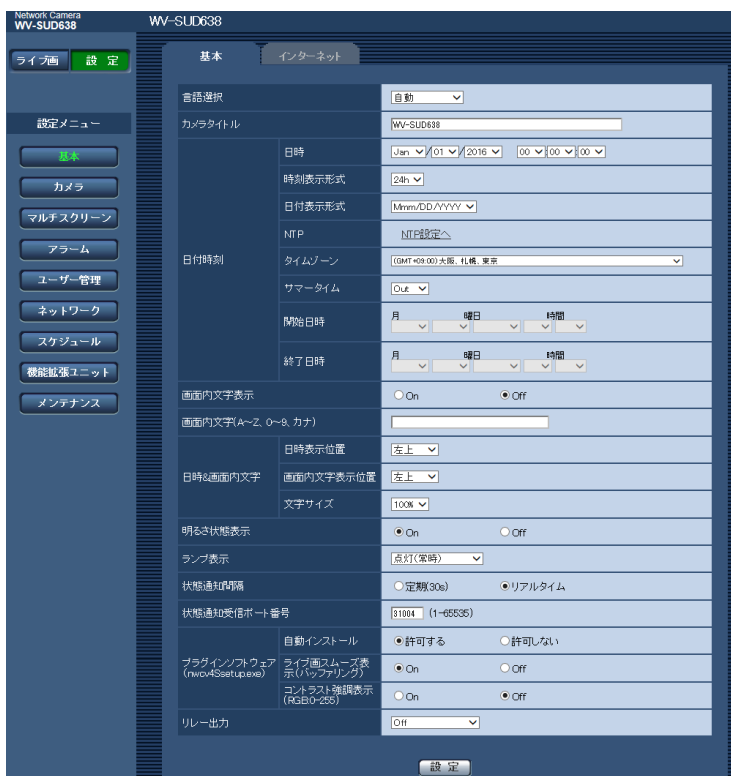 Network Camera
WV-SUD638
WV-SUD638
ライブ画 設 定
設定メニュー
基本
カメラ
マルチスクリーン
アラーム
ユーザー管理
ネットワーク
スケジュール
機能拡張ユニット
メンテナンス
基本 インターネット
言語選択 自動
カメラタイトル WV-SUD638
日付時刻
日時 Jan / 01 / 2016 00 : 00 : 00
時刻表示形式 24h
日付表示形式 Mmm/DD/YYYY
NTP NTP設定へ
タイムゾーン (GMT+09:00)大阪、札幌、東京
サマータイム Out
開始日時 月 曜日 時間
終了日時 月 曜日 時間
画面内文字表示 On Off
画面内文字(A～Z、0～9、カナ)
日時&画面内文字
日時表示位置 左上
画面内文字表示位置 左上
文字サイズ 100%
明るさ状態表示 On Off
ランプ表示 点灯(常時)
状態通知間隔 定期(30s) リアルタイム
状態通知受信ポート番号 31004 (1-65535)
プラグインソフトウェア
(nwcv4Ssetup.exe)
自動インストール 許可する 許可しない
ライブ画スムーズ表
示(バッファリング) On Off
コントラスト強調表示
(RGB:0-255) On Off
リレー出力 Off
設 定